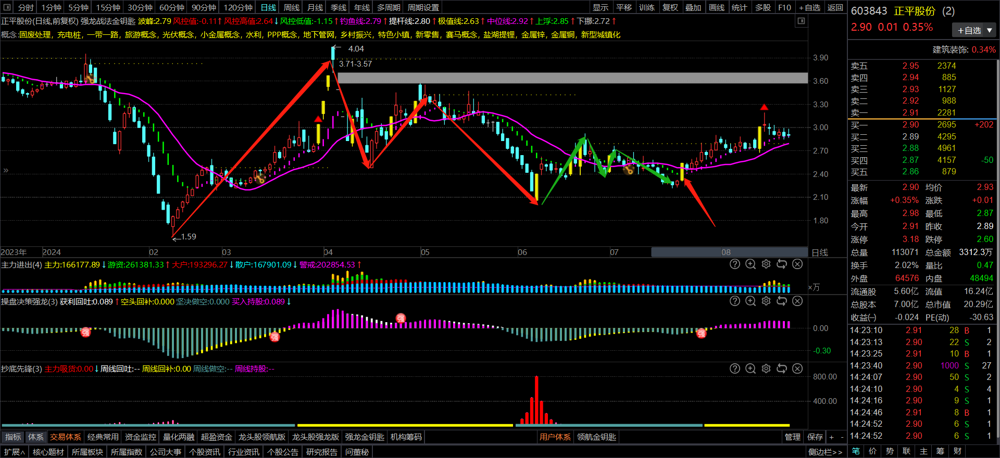 分时 1分钟 5分钟 15分钟 30分钟 60分钟 90分钟 120分钟 日线 周线 月线 季线 年线 多周期 周期设置 显示 平移 训练 复权 叠加 画线 统计 多股 F10 +自选 返回
正平股份(日线,前复权) 强龙战法金钥匙 波峰:2.79 风控值:-0.11↑ 风控高值:2.64↓ 风控低值:-1.15↑ 钓鱼线:2.79↑ 提杆线:2.80↑ 极值线:2.63↑ 中位线:2.92↑ 上浮:2.85↑ 下挪:2.72↑
概念:固废处理，充电桩，一带一路，旅游概念，光伏概念，小金属概念，水利，PPP概念，地下管网，乡村振兴，特色小镇，新零售，赛马概念，盐湖提锂，金属锌，金属铜，新型城镇化
4.04
3.71-3.57
1.59
3.90
3.60
3.30
3.00
2.70
2.40
2.10
1.80
»
2023年 2024 02 03 04 05 06 07 08 日线
主力进出(4) 主力:166177.89↓ 游资:261381.33↑ 大户:193296.27↓ 散户:167901.09↓ 警戒:202854.53↑
×万
操盘决策强龙(3) 获利回吐:0.089↑ 空头回补:0.000 坚决做空:0.000 买入持股:0.089↓
强 强 强 强
0.00
-0.30
抄底先锋(3) 主力吸货:0.00↓ 周线回吐:-- 周线回补:0.00 周线做空:-- 周线持股:--
800.00
400.00
指标 体系 交易体系 经典常用 资金监控 量化两融 超盈资金 龙头股领航版 龙头股强龙版 强龙金钥匙 机构筹码 用户体系 领航金钥匙 管理 保存 + -
扩展∧ 核心题材 所属板块 所属指数 公司大事 个股资讯 行业资讯 个股公告 研究报告 问董秘 侧边栏>>
603843 正平股份 (2)
2.90 0.01 0.35% +自选 ▼
建筑装饰: 0.34%
卖五 2.95 2374
卖四 2.94 885
卖三 2.93 1127
卖二 2.92 988
卖一 2.91 2281
买一 2.90 2695 +202
买二 2.89 4295
买三 2.88 4961
买四 2.87 4157 -50
买五 2.86 879
最新 2.90 均价 2.93
涨幅 +0.35% 涨跌 +0.01
最高 2.98 最低 2.87
今开 2.91 昨收 2.89
涨停 3.18 跌停 2.60
总量 113071 总金额 3312.3万
换手 2.02% 量比 0.47
外盘 64576 内盘 48494
流通股 5.60亿 流值 16.24亿
总股本 7.00亿 总市值 20.29亿
收益㈠ -0.024 PE(动) -30.63
14:23:10 2.91 28 B 1
14:23:13 2.90 22 S 2
14:23:25 2.91 10 B 1
14:23:40 2.90 1000 S 27
14:24:07 2.90 50 S 2
14:24:10 2.90 4 S 4
14:24:16 2.90 9 S 1
14:24:46 2.91 8 B 1
14:24:52 2.90 6 S 1
14:24:52 2.90 6 S 1
笔 价 势 联 主 筹 财